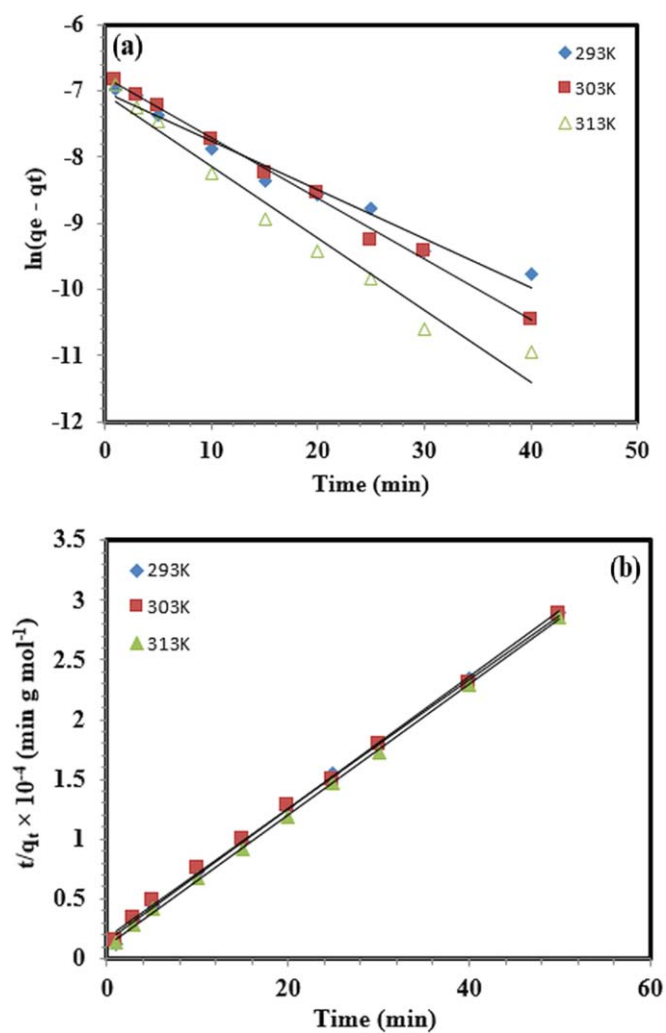 (a)
293K
303K
313K
-6
-7
-8
-9
-10
-11
-12
0 10 20 30 40 50
ln(qe - qt)
Time (min)
(b)
293K
303K
313K
3.5
3
2.5
2
1.5
1
0.5
0
0 20 40 60
t/qₜ × 10⁻⁴ (min g mol⁻¹)
Time (min)